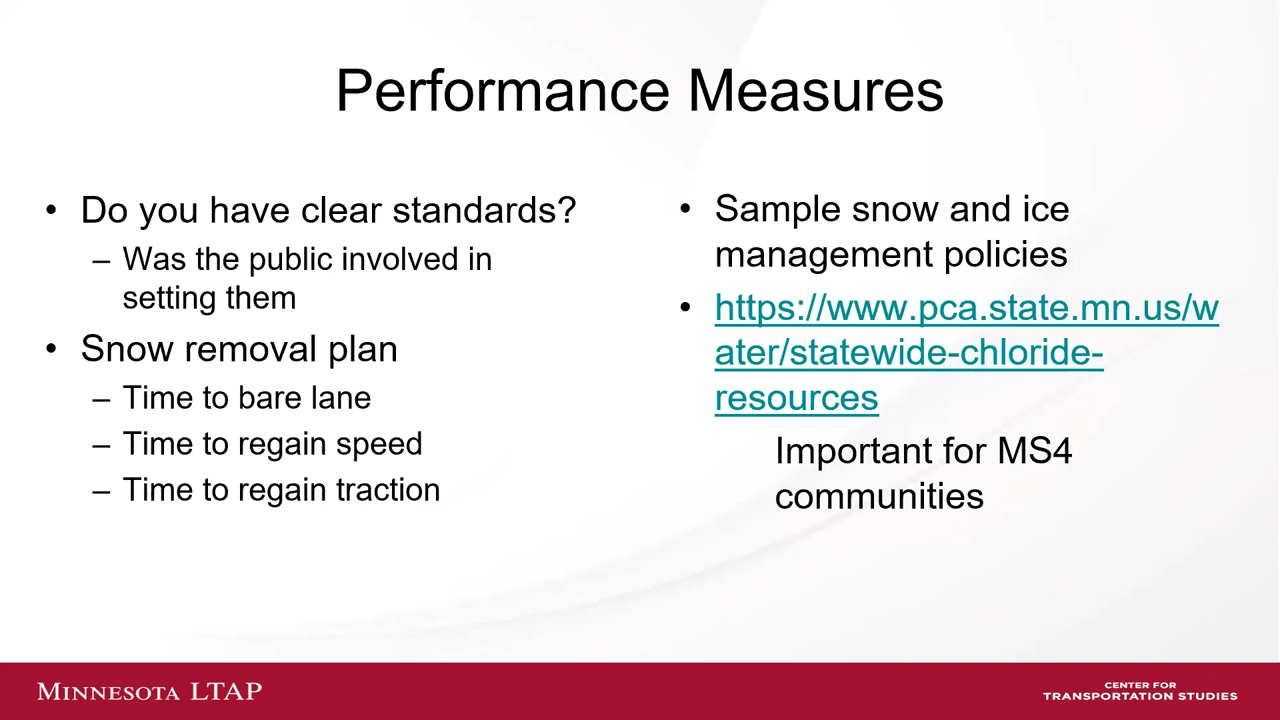 Performance Measures
• Do you have clear standards?
– Was the public involved in
setting them
• Snow removal plan
– Time to bare lane
– Time to regain speed
– Time to regain traction
• Sample snow and ice
management policies
• https://www.pca.state.mn.us/w
ater/statewide-chloride-
resources
Important for MS4
communities
MINNESOTA LTAP
CENTER FOR
TRANSPORTATION STUDIES